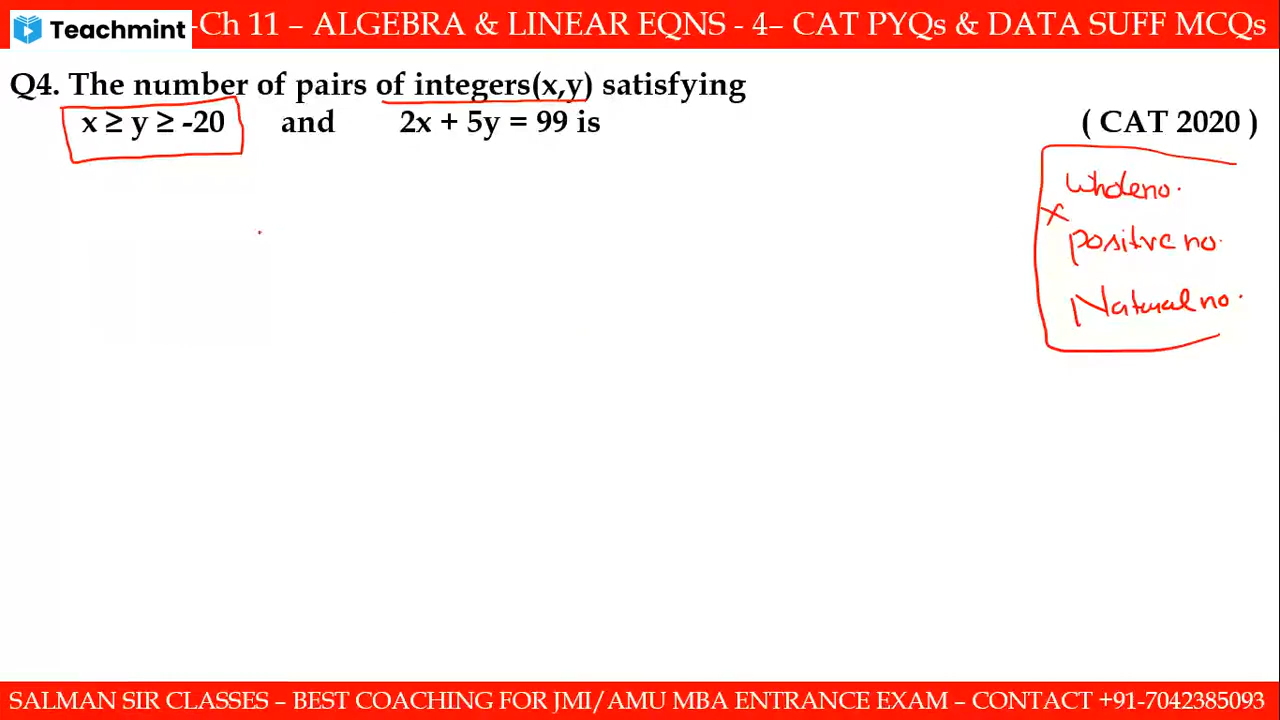 Teachmint -Ch 11 – ALGEBRA & LINEAR EQNS - 4– CAT PYQs & DATA SUFF MCQs
Q4. The number of pairs of integers(x,y) satisfying
x ≥ y ≥ -20 and 2x + 5y = 99 is ( CAT 2020 )
whole no.
x
positive no.
Natural no.
SALMAN SIR CLASSES – BEST COACHING FOR JMI/AMU MBA ENTRANCE EXAM – CONTACT +91-7042385093